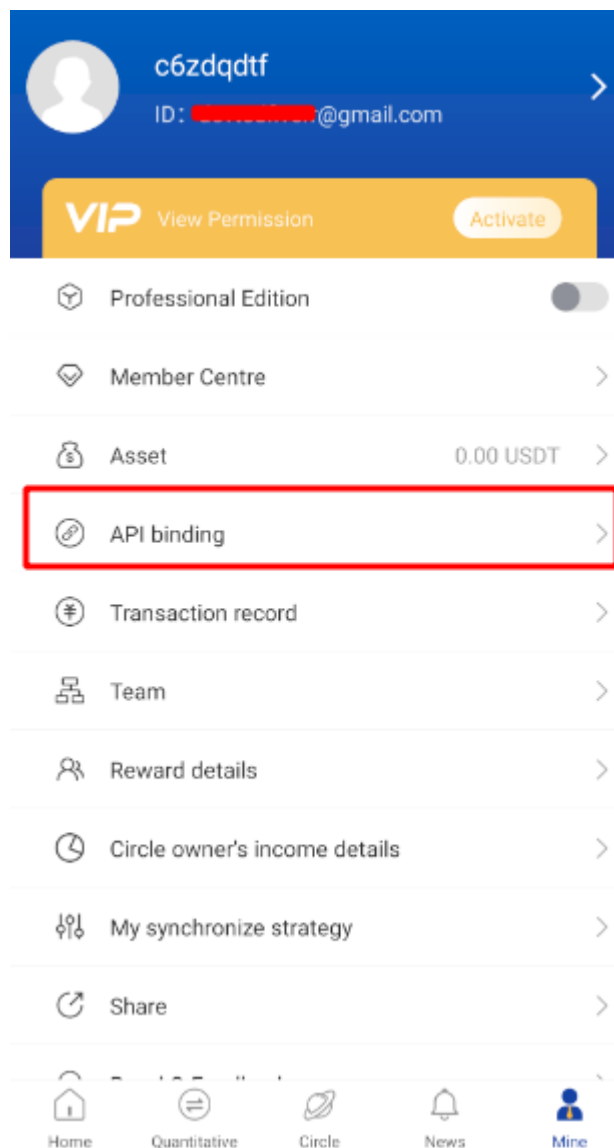 c6zdqdtf
ID: @gmail.com
VIP View Permission Activate
Professional Edition
Member Centre
Asset 0.00 USDT
API binding
Transaction record
Team
Reward details
Circle owner's income details
My synchronize strategy
Share
Home Quantitative Circle News Mine